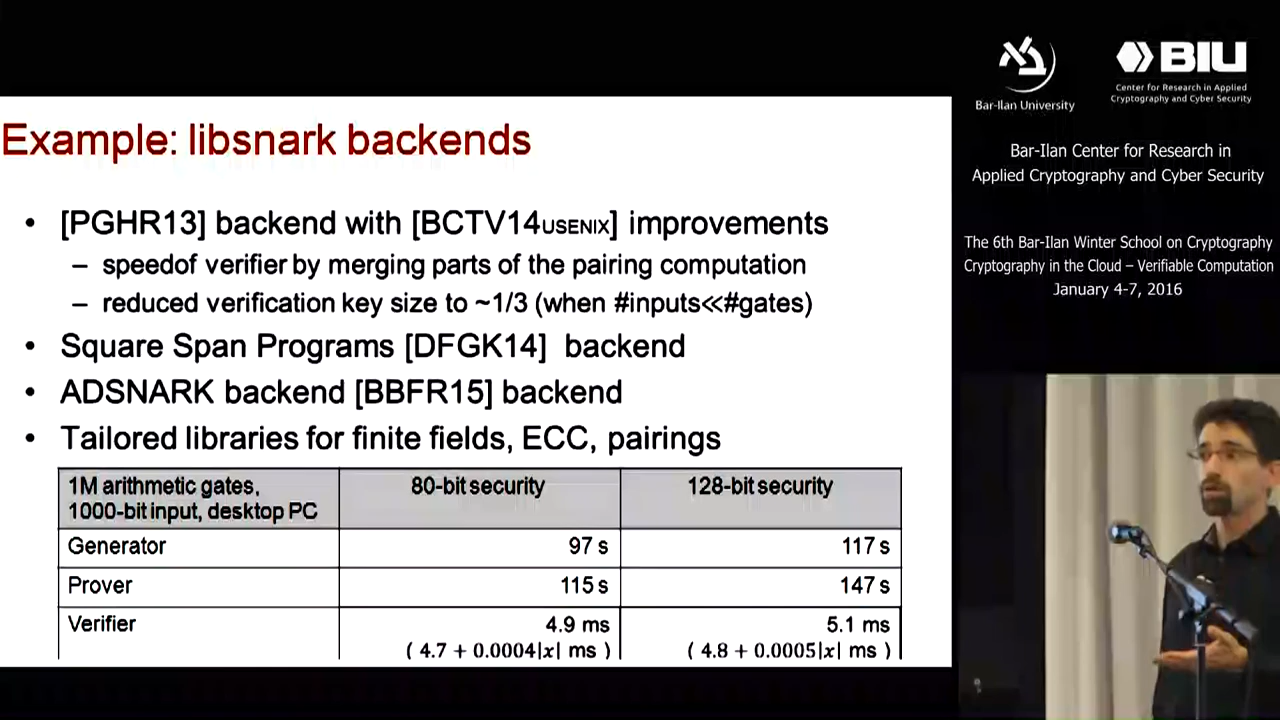 Example: libsnark backends
• [PGHR13] backend with [BCTV14USENIX] improvements
– speedof verifier by merging parts of the pairing computation
– reduced verification key size to ~1/3 (when #inputs≪#gates)
• Square Span Programs [DFGK14] backend
• ADSNARK backend [BBFR15] backend
• Tailored libraries for finite fields, ECC, pairings
1M arithmetic gates, 1000-bit input, desktop PC
80-bit security
128-bit security
Generator 97 s 117 s
Prover 115 s 147 s
Verifier 4.9 ms 5.1 ms
( 4.7 + 0.0004|x| ms ) ( 4.8 + 0.0005|x| ms )
Bar-Ilan University
BIU
Center for Research in Applied
Cryptography and Cyber Security
Bar-Ilan Center for Research in
Applied Cryptography and Cyber Security
The 6th Bar-Ilan Winter School on Cryptography
Cryptography in the Cloud – Verifiable Computation
January 4-7, 2016